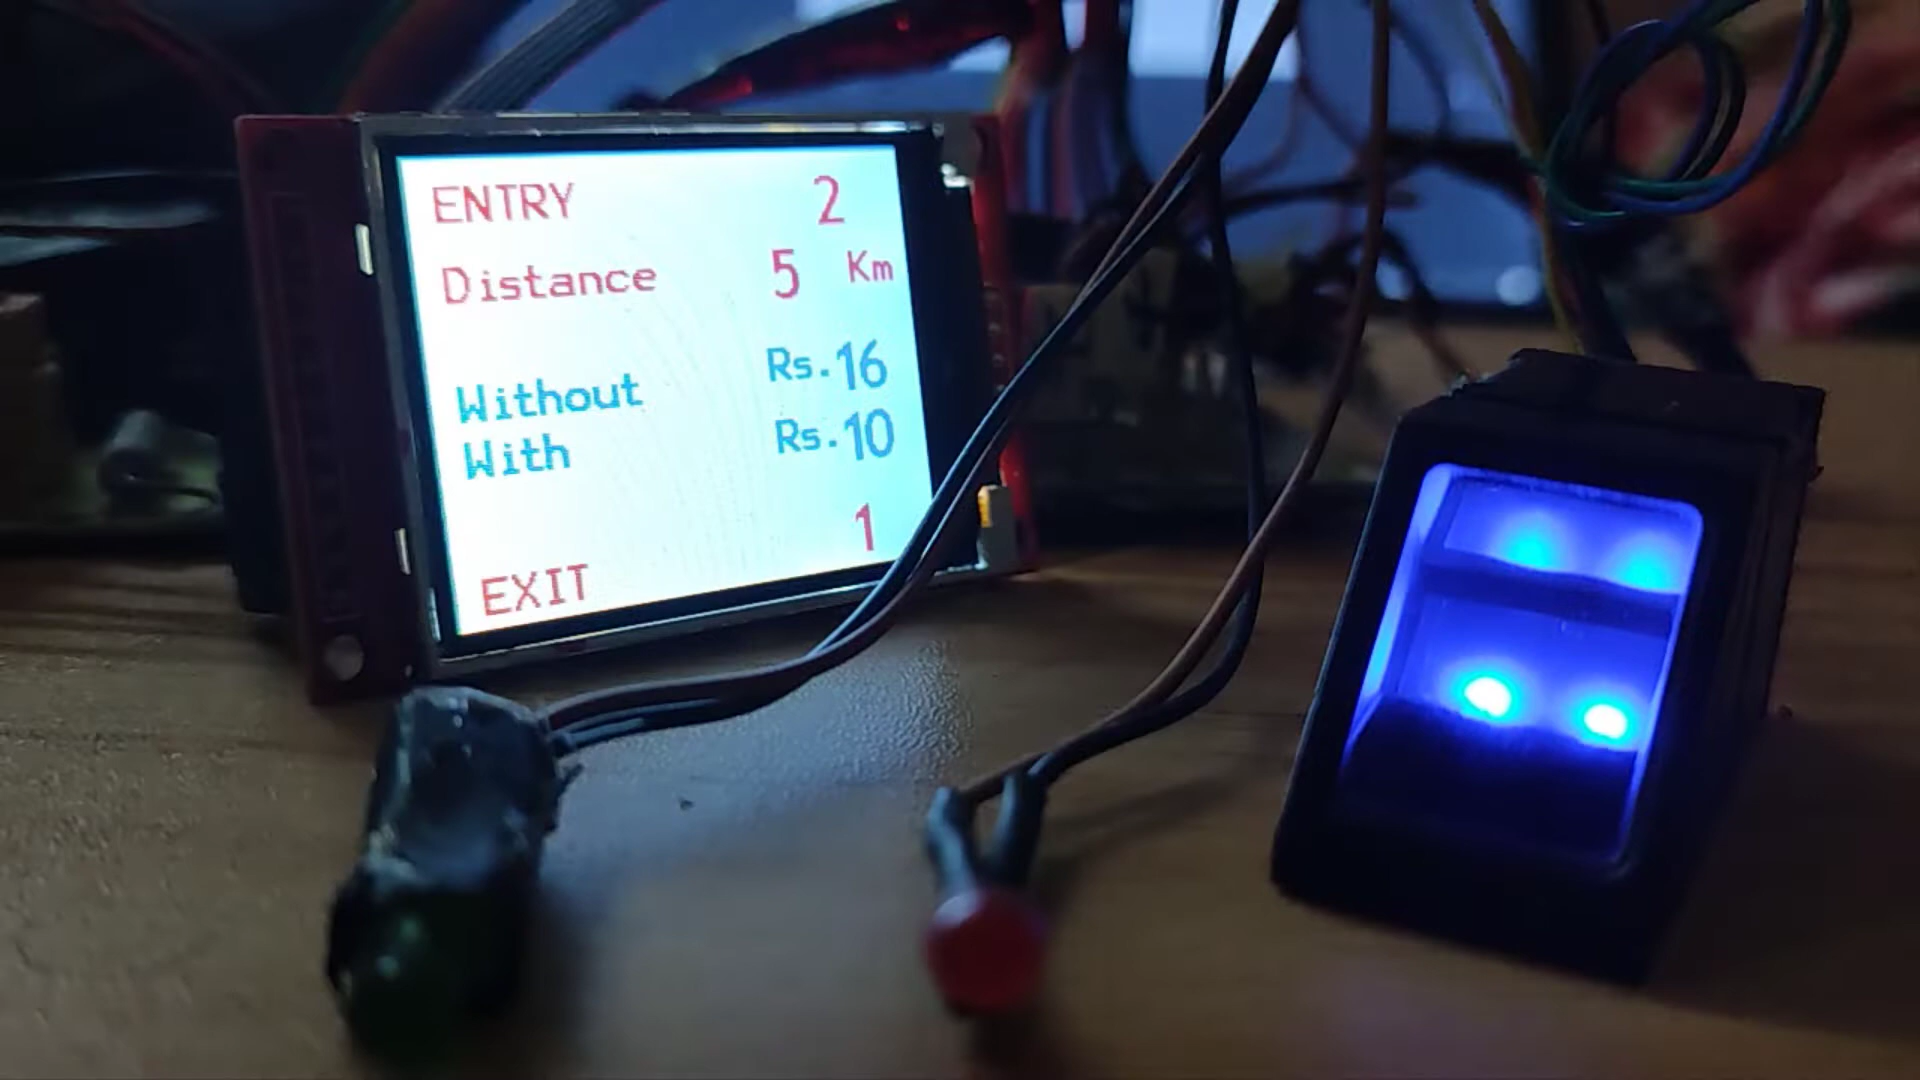 ENTRY 2
Distance 5 Km
Without Rs.16
With Rs.10
1
EXIT